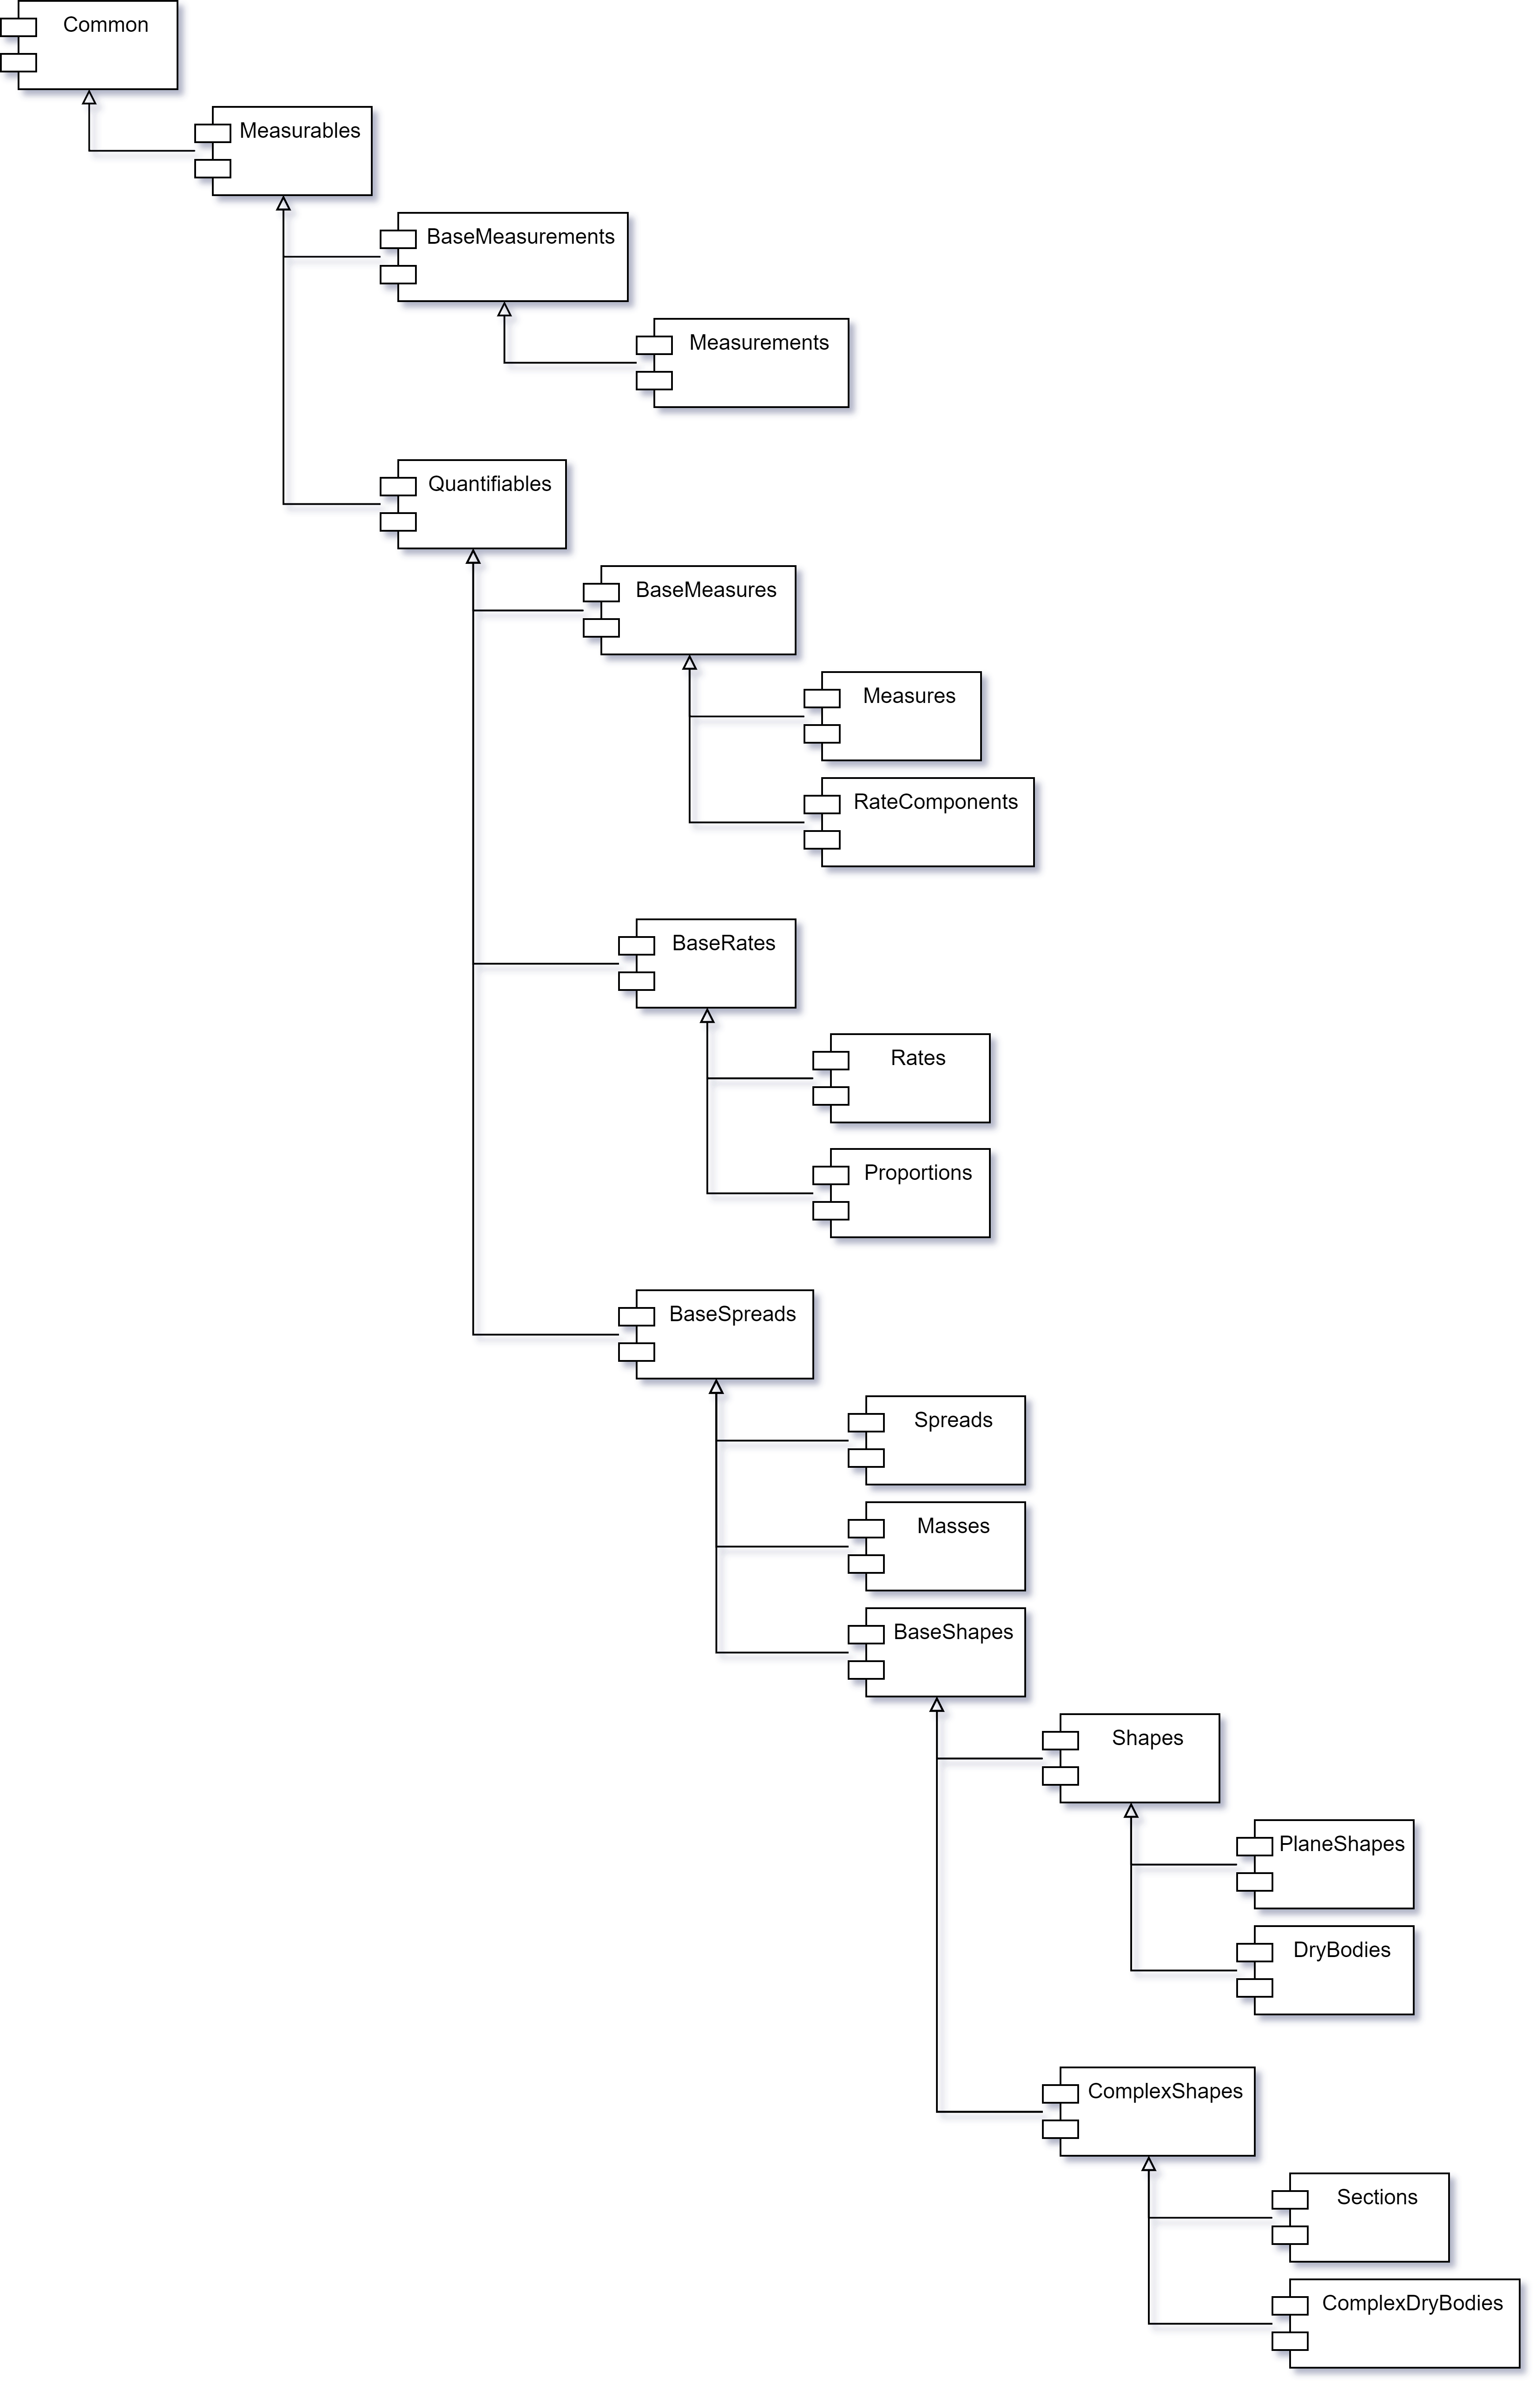 Common
Measurables
BaseMeasurements
Measurements
Quantifiables
BaseMeasures
Measures
RateComponents
BaseRates
Rates
Proportions
BaseSpreads
Spreads
Masses
BaseShapes
Shapes
PlaneShapes
DryBodies
ComplexShapes
Sections
ComplexDryBodies